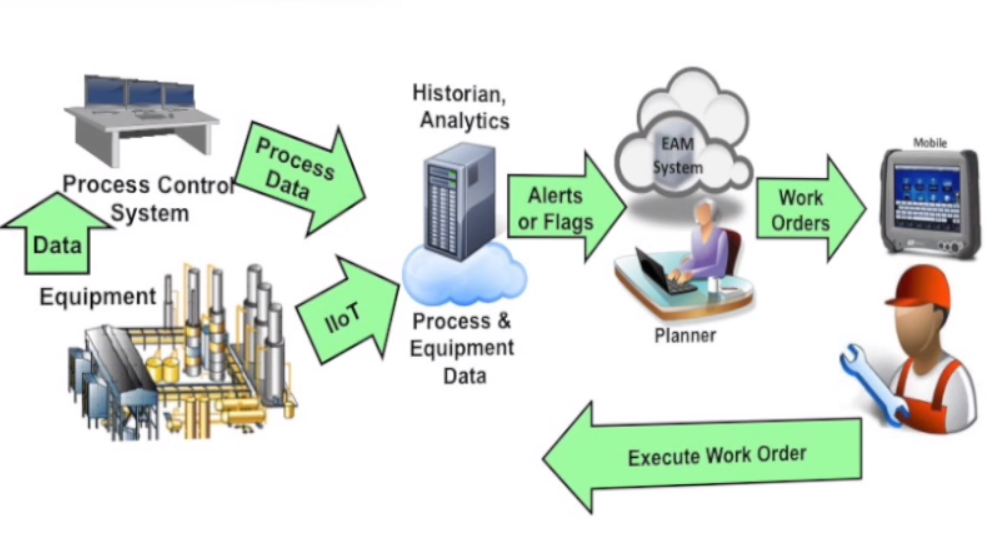 Historian,
Analytics
EAM
System
Mobile
Process
Data
Process Control
System
Alerts
or Flags
Work
Orders
Data
Equipment
IIoT
Process &
Equipment
Data
Planner
Execute Work Order